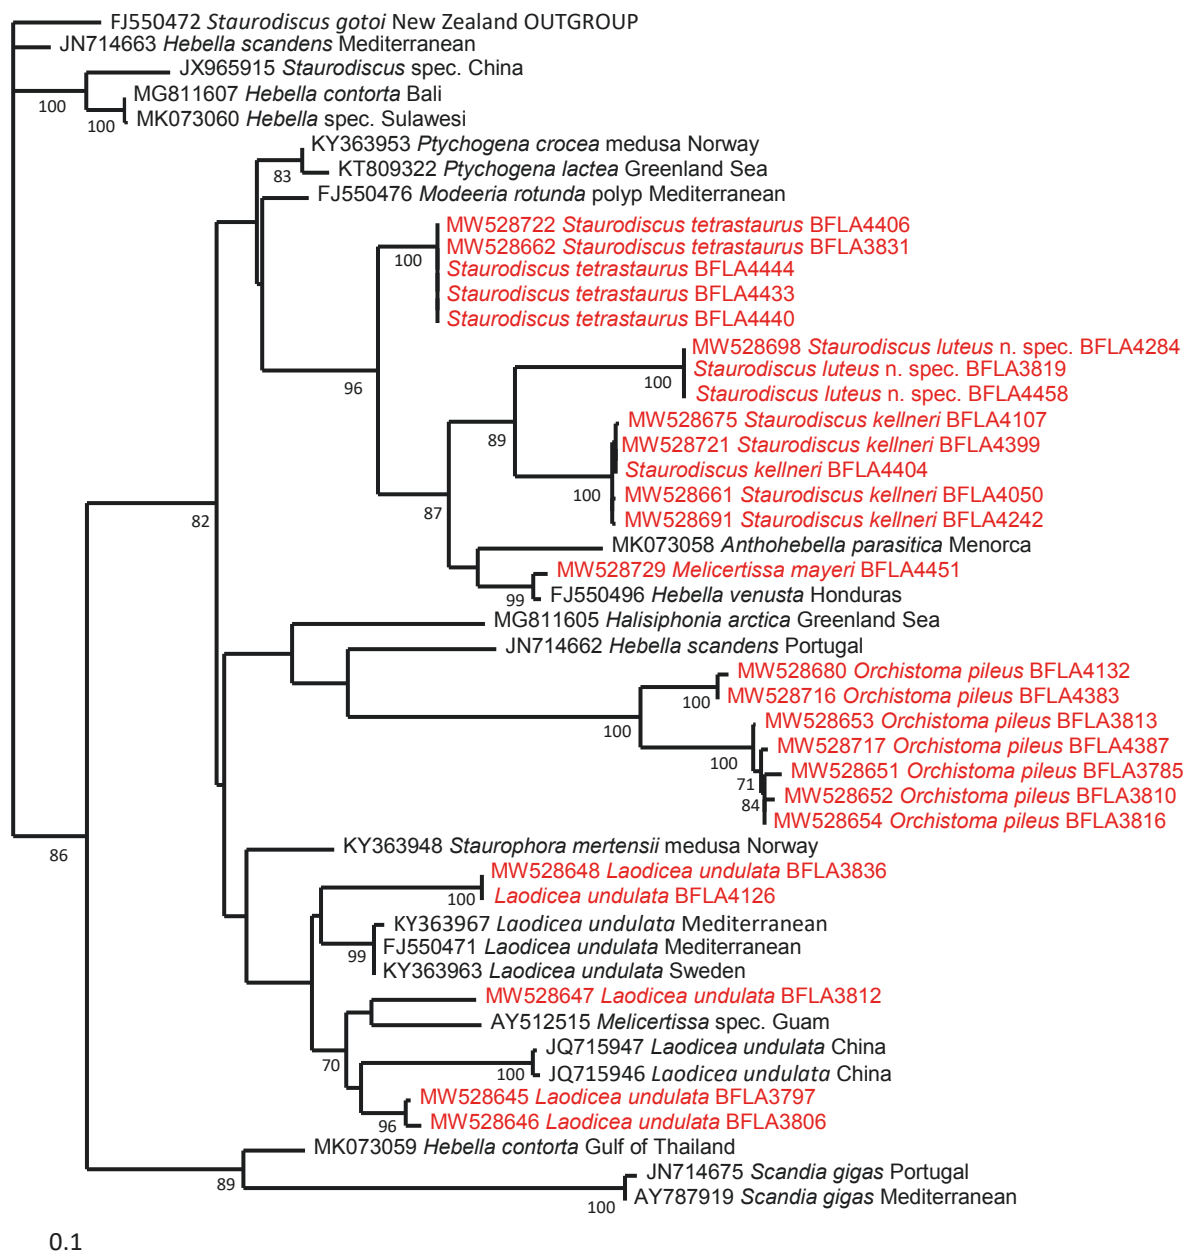 FJ550472 Staurodiscus gotoi New Zealand OUTGROUP
JN714663 Hebella scandens Mediterranean
JX965915 Staurodiscus spec. China
100
MG811607 Hebella contorta Bali
100
MK073060 Hebella spec. Sulawesi
KY363953 Ptychogena crocea medusa Norway
83
KT809322 Ptychogena lactea Greenland Sea
FJ550476 Modeeria rotunda polyp Mediterranean
MW528722 Staurodiscus tetrastaurus BFLA4406
MW528662 Staurodiscus tetrastaurus BFLA3831
100
Staurodiscus tetrastaurus BFLA4444
Staurodiscus tetrastaurus BFLA4433
Staurodiscus tetrastaurus BFLA4440
MW528698 Staurodiscus luteus n. spec. BFLA4284
Staurodiscus luteus n. spec. BFLA3819
100
96
Staurodiscus luteus n. spec. BFLA4458
MW528675 Staurodiscus kellneri BFLA4107
89
MW528721 Staurodiscus kellneri BFLA4399
Staurodiscus kellneri BFLA4404
100
MW528661 Staurodiscus kellneri BFLA4050
87
82
MW528691 Staurodiscus kellneri BFLA4242
MK073058 Anthohebella parasitica Menorca
MW528729 Melicertissa mayeri BFLA4451
99
FJ550496 Hebella venusta Honduras
MG811605 Halisiphonia arctica Greenland Sea
JN714662 Hebella scandens Portugal
MW528680 Orchistoma pileus BFLA4132
100
MW528716 Orchistoma pileus BFLA4383
MW528653 Orchistoma pileus BFLA3813
100
MW528717 Orchistoma pileus BFLA4387
100
MW528651 Orchistoma pileus BFLA3785
71
MW528652 Orchistoma pileus BFLA3810
84
MW528654 Orchistoma pileus BFLA3816
86
KY363948 Staurophora mertensii medusa Norway
MW528648 Laodicea undulata BFLA3836
100
Laodicea undulata BFLA4126
KY363967 Laodicea undulata Mediterranean
FJ550471 Laodicea undulata Mediterranean
99
KY363963 Laodicea undulata Sweden
MW528647 Laodicea undulata BFLA3812
AY512515 Melicertissa spec. Guam
JQ715947 Laodicea undulata China
70
100
JQ715946 Laodicea undulata China
MW528645 Laodicea undulata BFLA3797
96
MW528646 Laodicea undulata BFLA3806
MK073059 Hebella contorta Gulf of Thailand
JN714675 Scandia gigas Portugal
89
AY787919 Scandia gigas Mediterranean
100
0.1